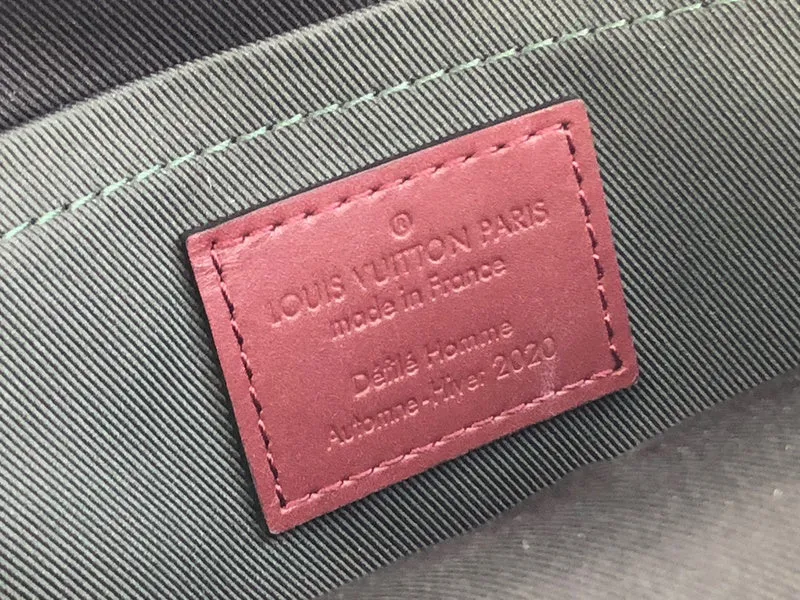 ®
LOUIS VUITTON PARIS
made in France
Défilé Homme
Automne-Hiver 2020